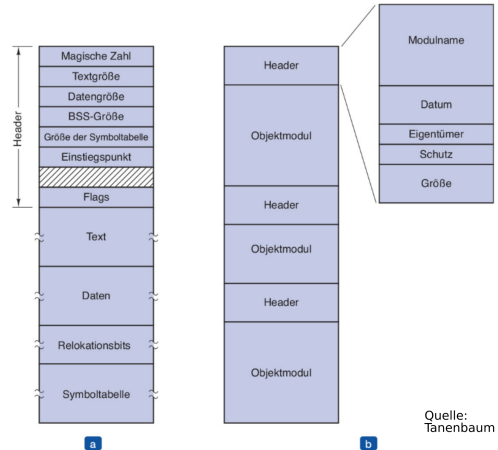 Header
Magische Zahl
Textgröße
Datengröße
BSS-Größe
Größe der Symboltabelle
Einstiegspunkt
Flags
Text
Daten
Relokationsbits
Symboltabelle
a
Header
Objektmodul
Header
Objektmodul
Header
Objektmodul
b
Modulname
Datum
Eigentümer
Schutz
Größe
Quelle:
Tanenbaum